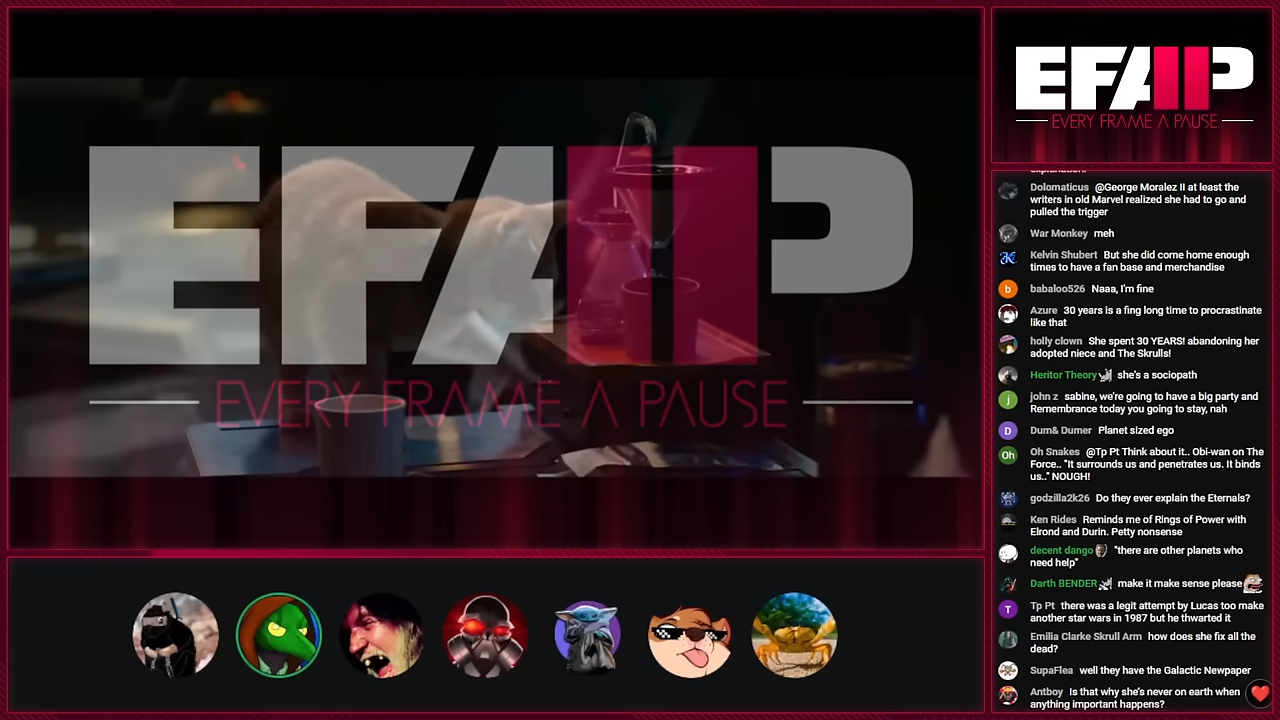 EFAP
EVERY FRAME A PAUSE
EFAP
EVERY FRAME A PAUSE
explanation!
Dolomaticus @George Moralez II at least the
writers in old Marvel realized she had to go and
pulled the trigger
War Monkey meh
Kelvin Shubert But she did come home enough
times to have a fan base and merchandise
b
babaloo526 Naaa, I'm fine
Azure 30 years is a fing long time to procrastinate
like that
holly clown She spent 30 YEARS! abandoning her
adopted niece and The Skrulls!
Heritor Theory she's a sociopath
j
john z sabine, we're going to have a big party and
Remembrance today you going to stay, nah
D
Dum& Dumer Planet sized ego
Oh
Oh Snakes @Tp Pt Think about it.. Obi-wan on The
Force.. "It surrounds us and penetrates us. It binds
us.." NOUGH!
godzilla2k26 Do they ever explain the Eternals?
Ken Rides Reminds me of Rings of Power with
Elrond and Durin. Petty nonsense
decent dango "there are other planets who
need help"
Darth BENDER make it make sense please
T
Tp Pt there was a legit attempt by Lucas too make
another star wars in 1987 but he thwarted it
Emilia Clarke Skrull Arm how does she fix all the
dead?
SupaFlea well they have the Galactic Newpaper
Antboy Is that why she's never on earth when
anything important happens?